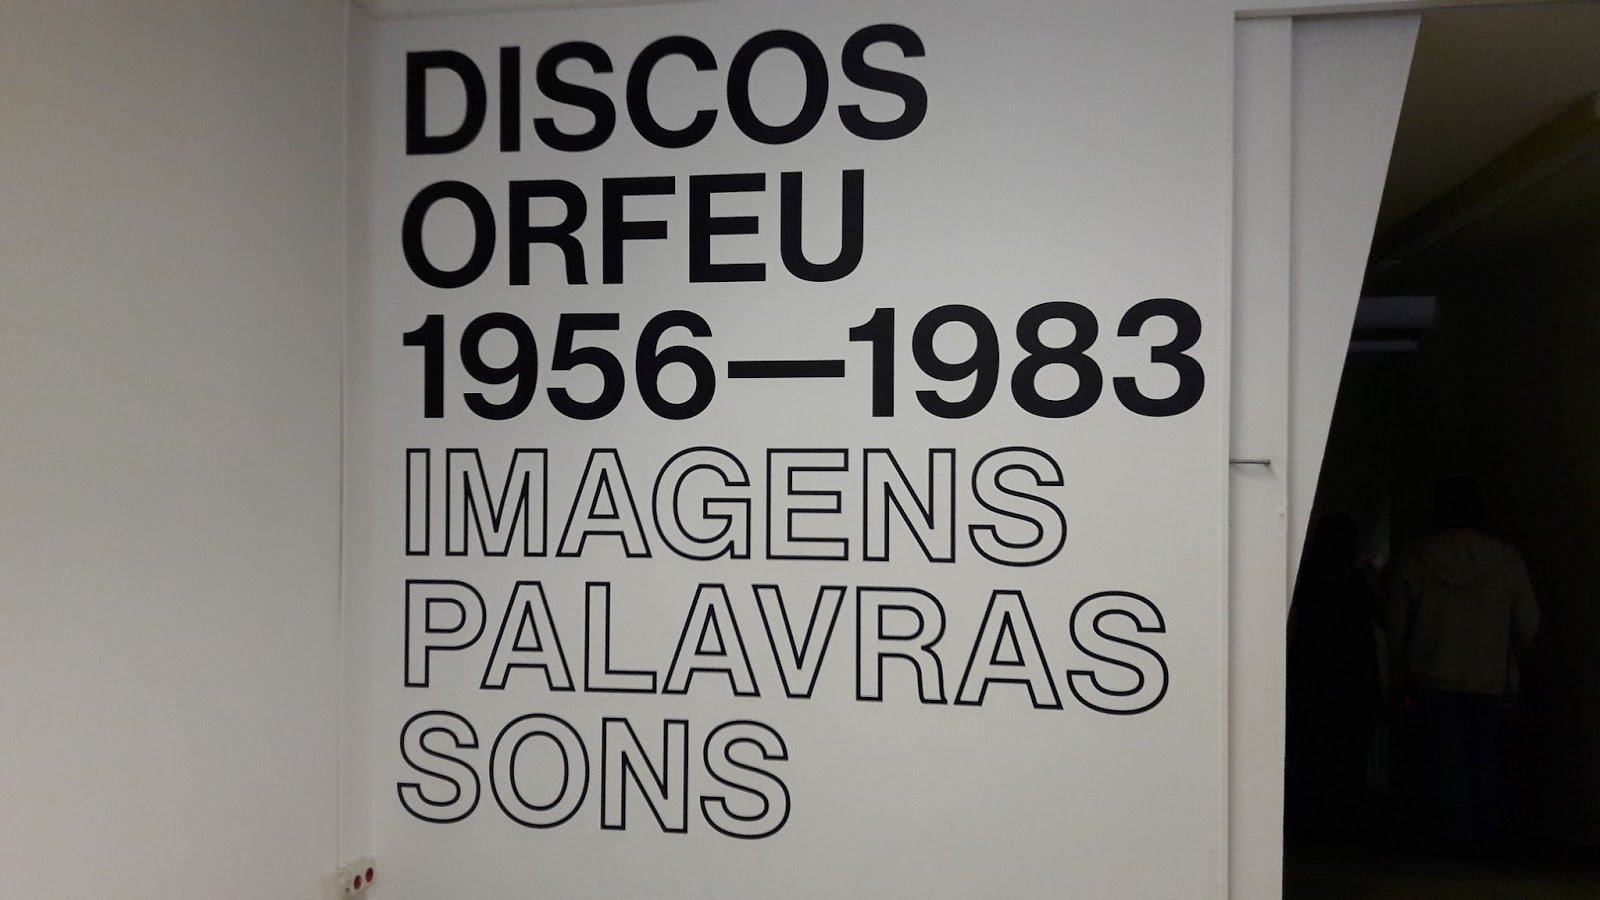 DISCOS
ORFEU
1956—1983
IMAGENS
PALAVRAS
SONS